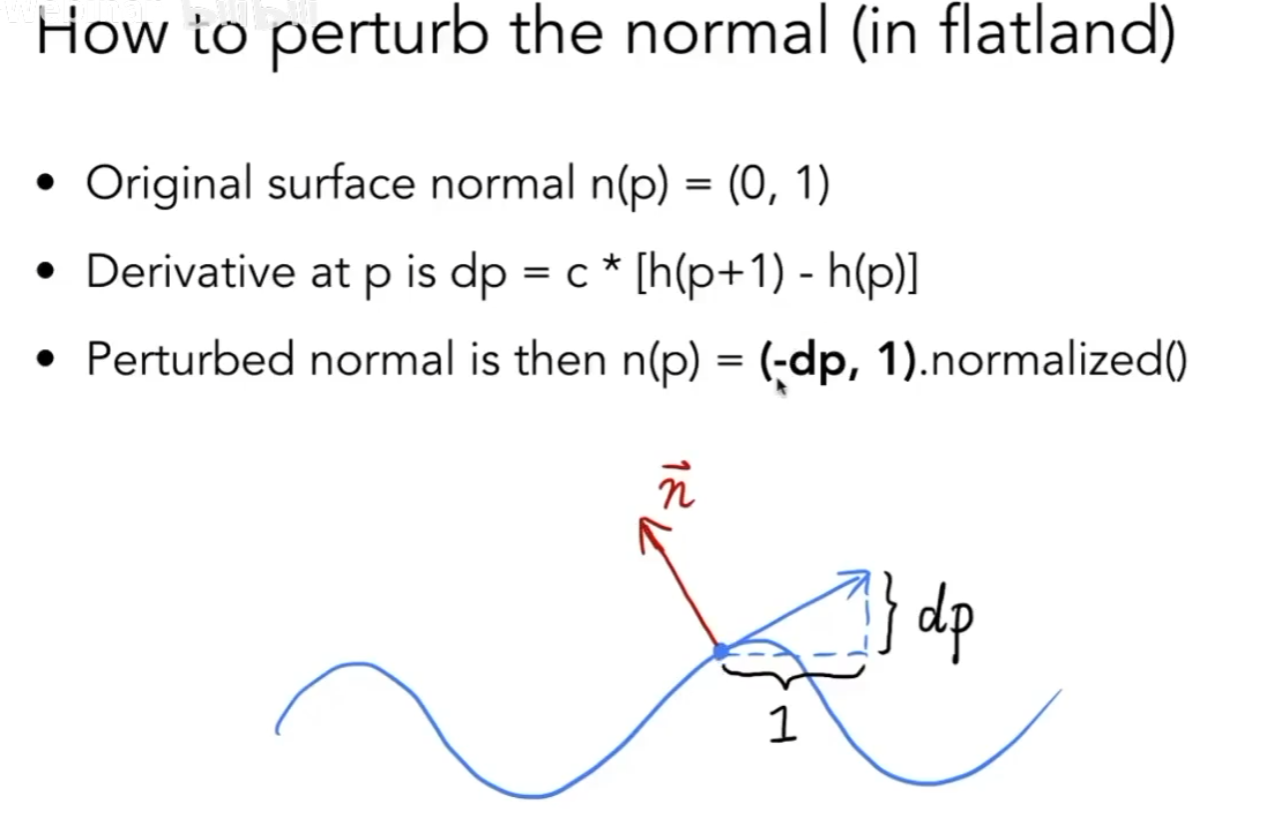 How to perturb the normal (in flatland)
• Original surface normal n(p) = (0, 1)
• Derivative at p is dp = c * [h(p+1) - h(p)]
• Perturbed normal is then n(p) = (-dp, 1).normalized()
n⃗
} dp
1